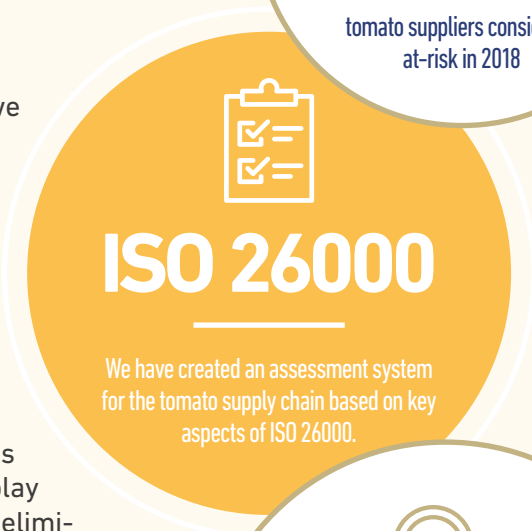 tomato suppliers consi
at-risk in 2018
ve
ISO 26000
We have created an assessment system
for the tomato supply chain based on key
aspects of ISO 26000.
s
lay
elimi-